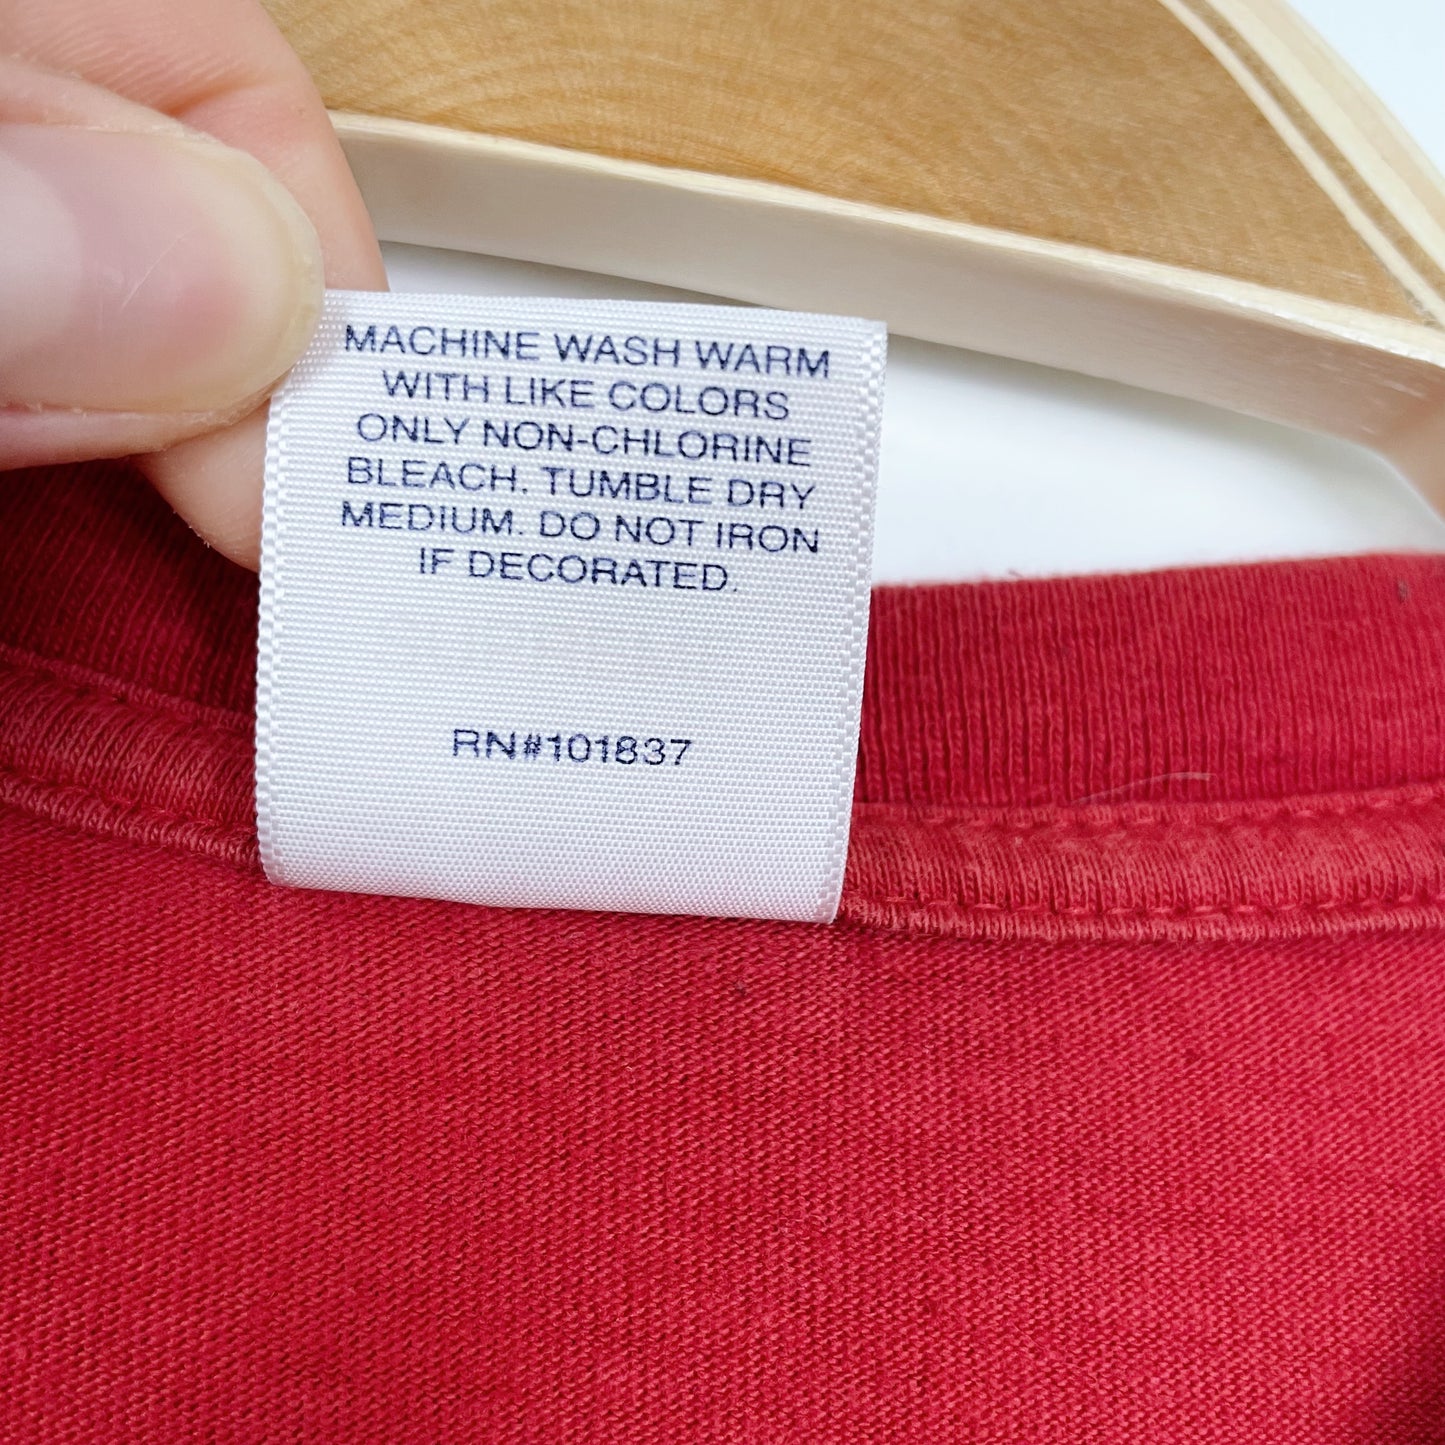 MACHINE WASH WARM
WITH LIKE COLORS
ONLY NON-CHLORINE
BLEACH. TUMBLE DRY
MEDIUM. DO NOT IRON
IF DECORATED.
RN#101837